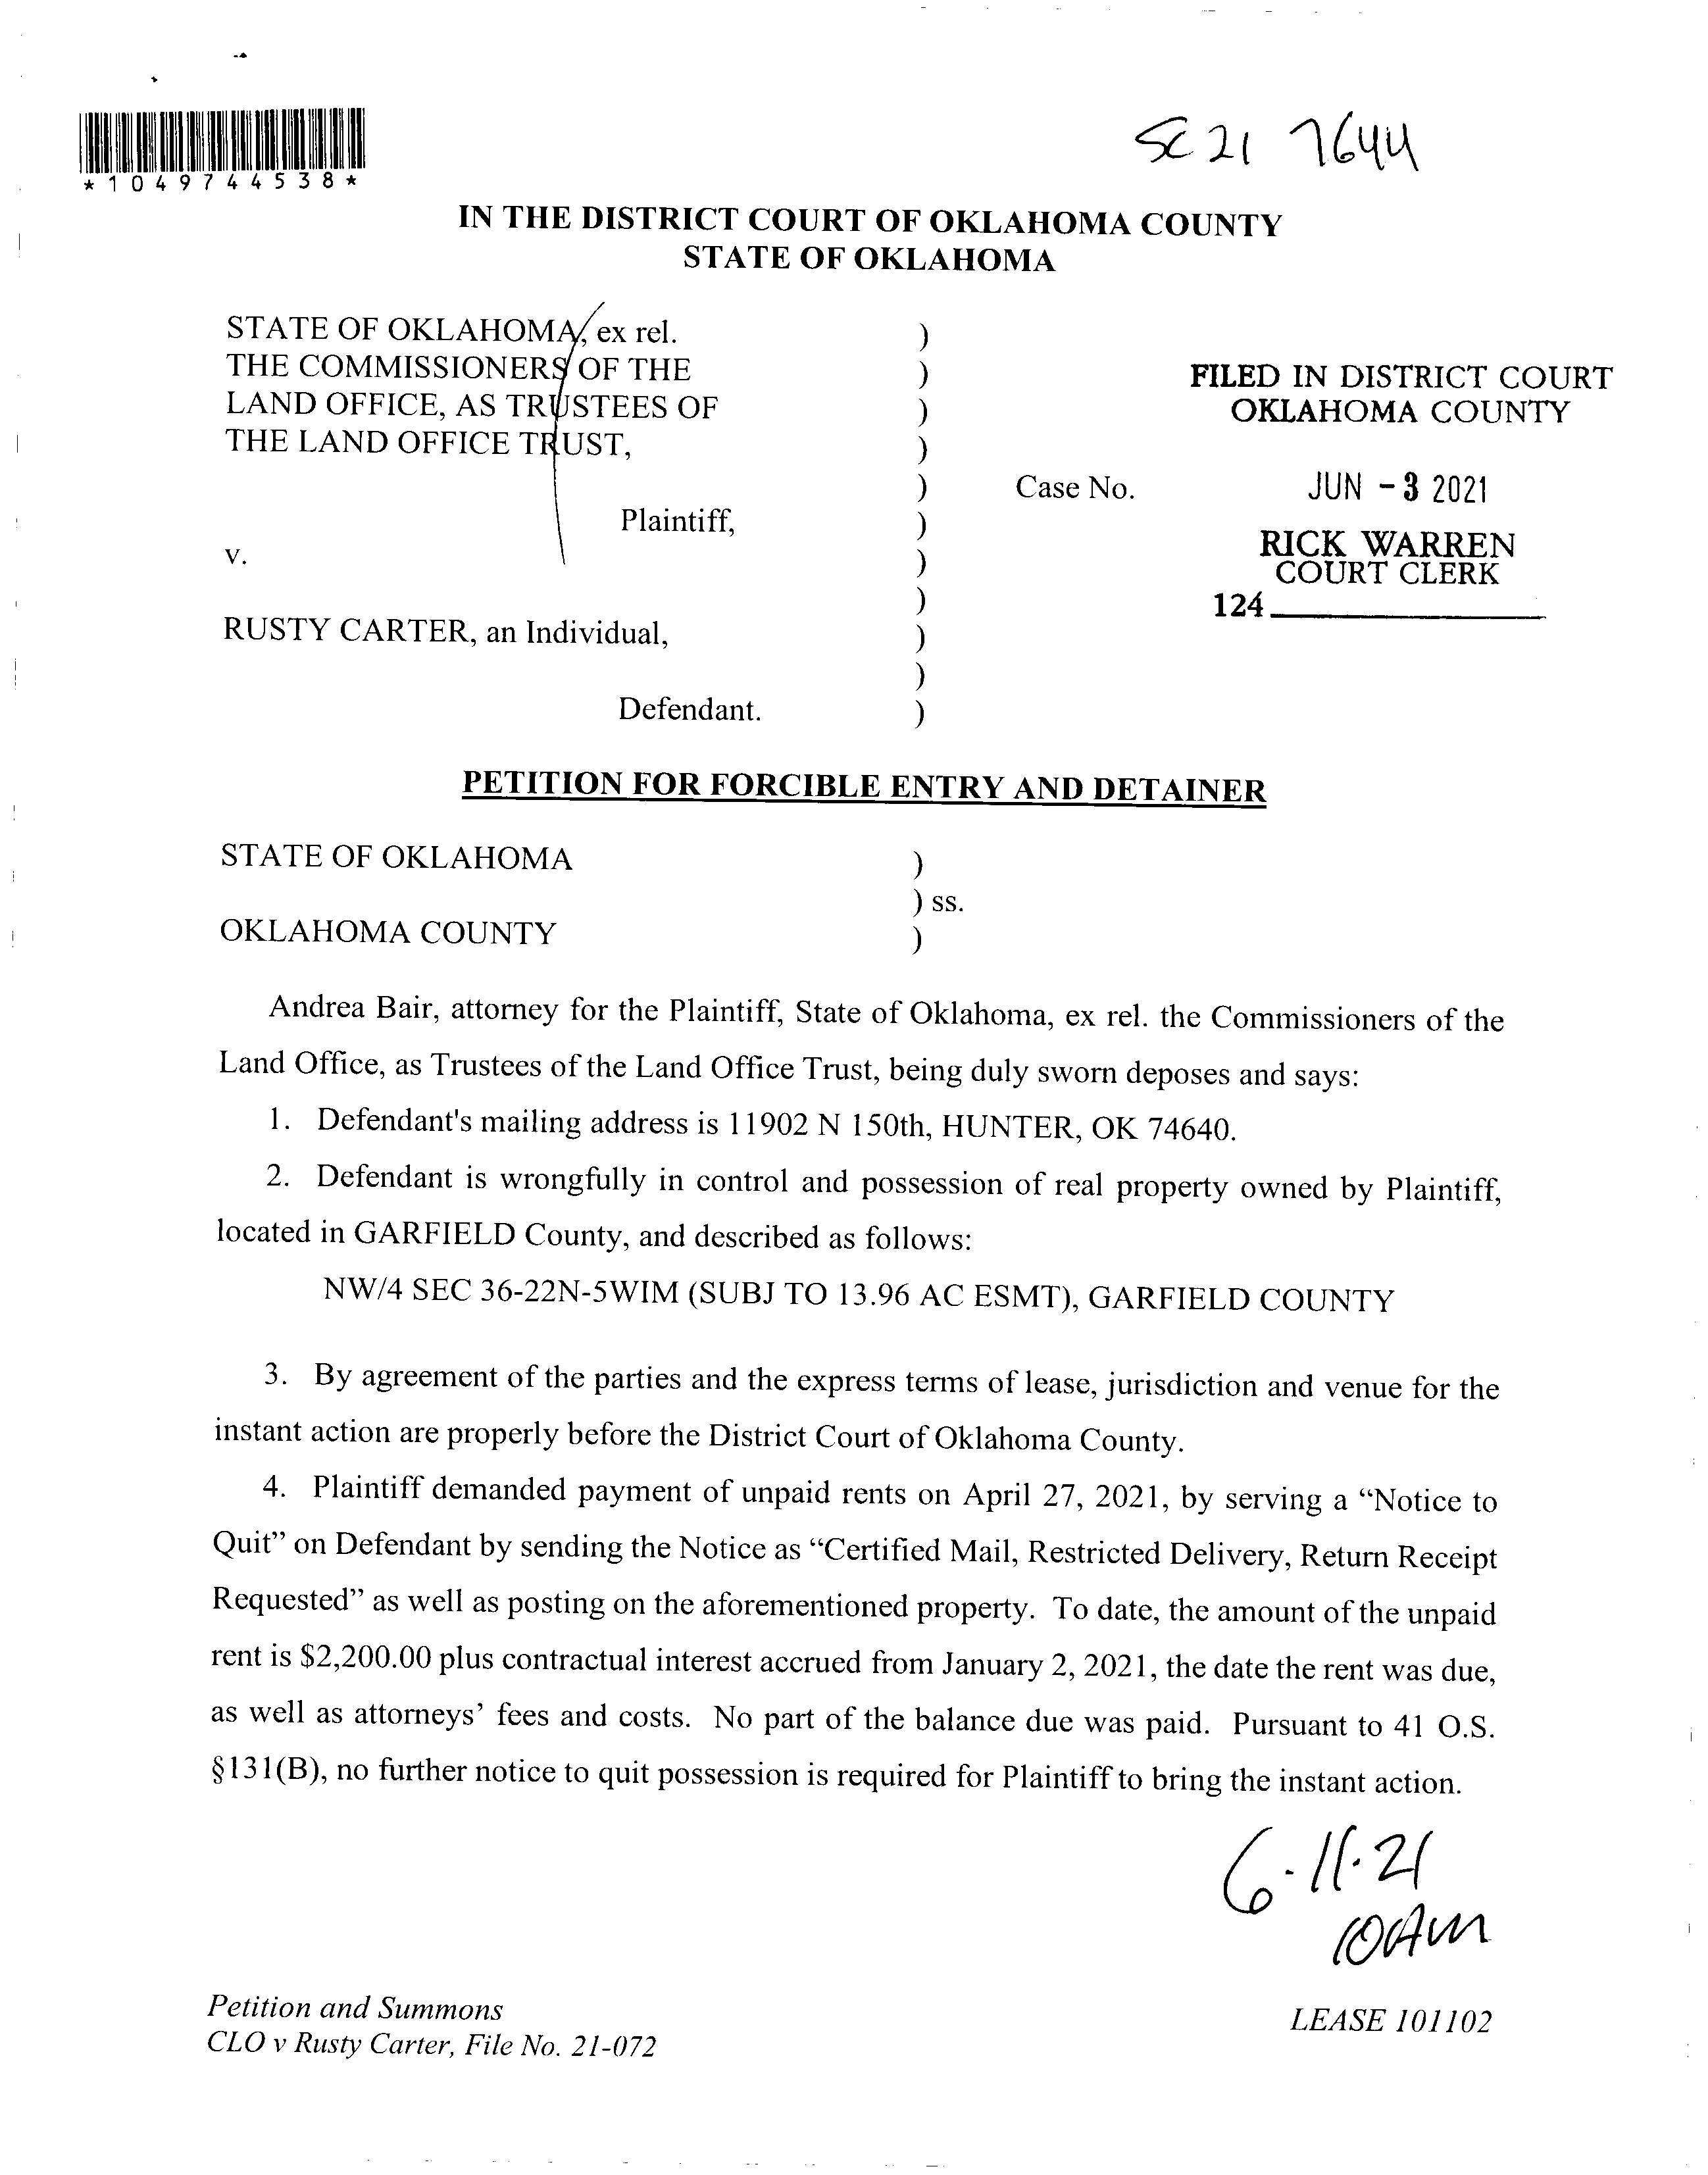 *1049744538*
SC 21 7644
IN THE DISTRICT COURT OF OKLAHOMA COUNTY
STATE OF OKLAHOMA
STATE OF OKLAHOMA, ex rel. )
THE COMMISSIONERS OF THE )
LAND OFFICE, AS TRUSTEES OF )
THE LAND OFFICE TRUST, )
)
Plaintiff, )
v. )
)
RUSTY CARTER, an Individual, )
)
Defendant. )
Case No.
FILED IN DISTRICT COURT
OKLAHOMA COUNTY
JUN - 3 2021
RICK WARREN
COURT CLERK
124
PETITION FOR FORCIBLE ENTRY AND DETAINER
STATE OF OKLAHOMA )
) ss.
OKLAHOMA COUNTY )
Andrea Bair, attorney for the Plaintiff, State of Oklahoma, ex rel. the Commissioners of the
Land Office, as Trustees of the Land Office Trust, being duly sworn deposes and says:
1. Defendant's mailing address is 11902 N 150th, HUNTER, OK 74640.
2. Defendant is wrongfully in control and possession of real property owned by Plaintiff,
located in GARFIELD County, and described as follows:
NW/4 SEC 36-22N-5WIM (SUBJ TO 13.96 AC ESMT), GARFIELD COUNTY
3. By agreement of the parties and the express terms of lease, jurisdiction and venue for the
instant action are properly before the District Court of Oklahoma County.
4. Plaintiff demanded payment of unpaid rents on April 27, 2021, by serving a “Notice to
Quit” on Defendant by sending the Notice as “Certified Mail, Restricted Delivery, Return Receipt
Requested” as well as posting on the aforementioned property. To date, the amount of the unpaid
rent is $2,200.00 plus contractual interest accrued from January 2, 2021, the date the rent was due,
as well as attorneys’ fees and costs. No part of the balance due was paid. Pursuant to 41 O.S.
§131(B), no further notice to quit possession is required for Plaintiff to bring the instant action.
6-11-21
10AM
Petition and Summons
CLO v Rusty Carter, File No. 21-072
LEASE 101102